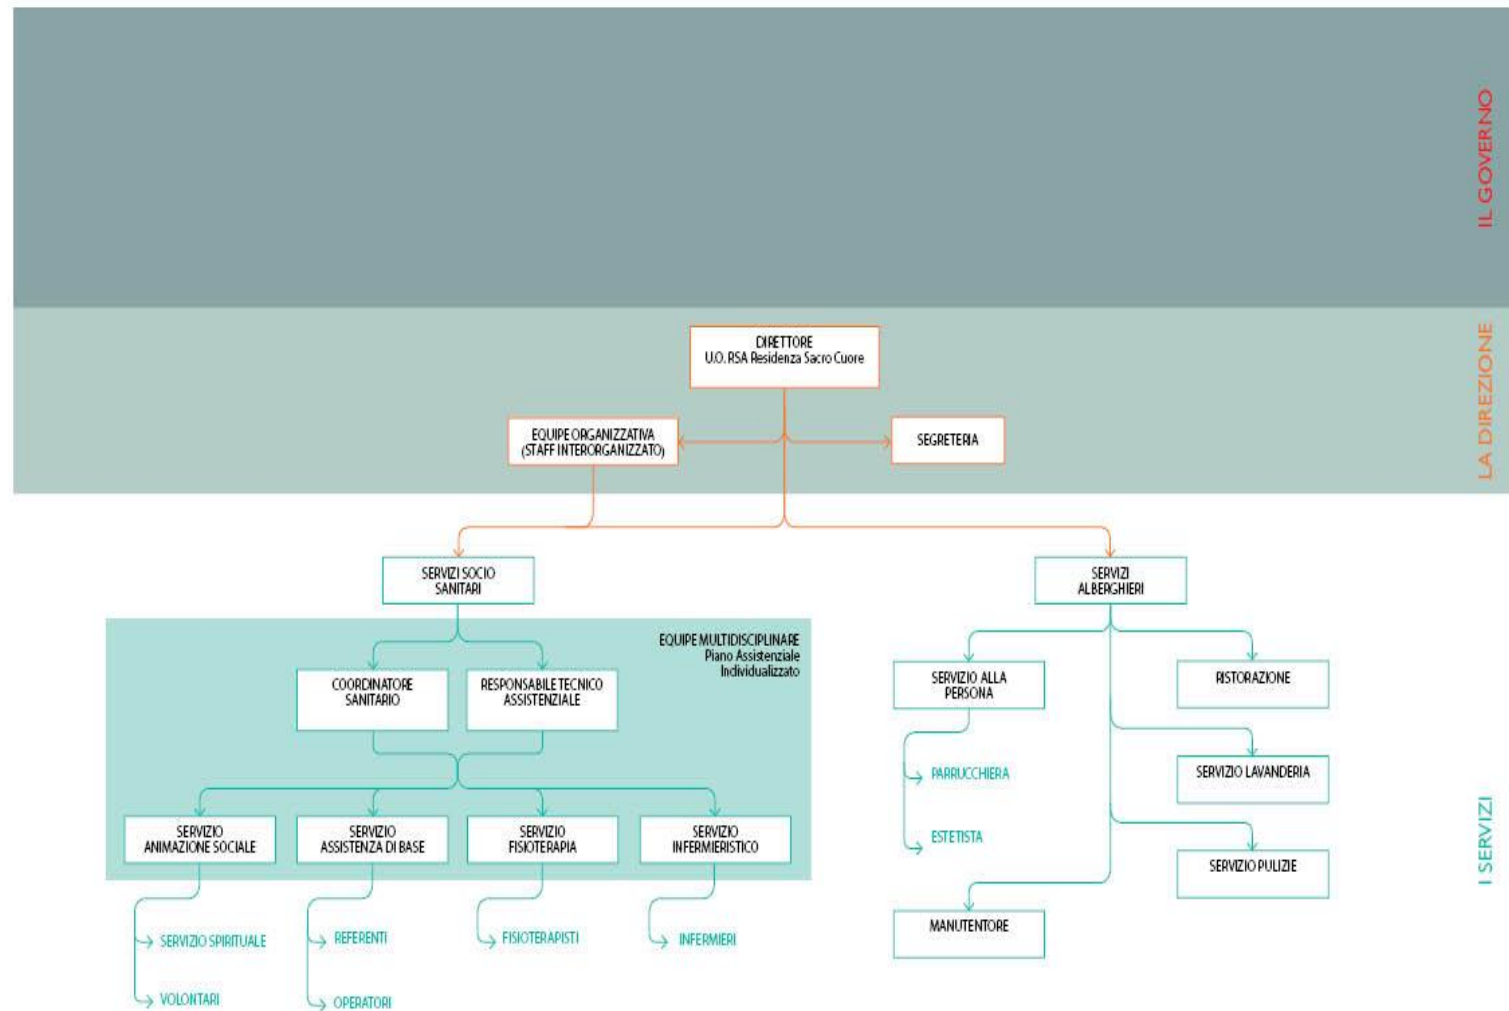 IL GOVERNO
LA DIREZIONE
DIRETTORE
U.O. RSA Residenza Sacro Cuore
EQUIPE ORGANIZZATIVA
(STAFF INTERORGANIZZATO)
SEGRETERIA
SERVIZI SOCIO
SANITARI
SERVIZI
ALBERGHIERI
EQUIPE MULTIDISCIPLINARE
Piano Assistenziale
Individualizzato
COORDINATORE
SANITARIO
RESPONSABILE TECNICO
ASSISTENZIALE
SERVIZIO ALLA
PERSONA
RISTORAZIONE
PARRUCCHIERA
SERVIZIO LAVANDERIA
I SERVIZI
SERVIZIO
ANIMAZIONE SOCIALE
SERVIZIO
ASSISTENZA DI BASE
SERVIZIO
FISIOTERAPIA
SERVIZIO
INFERMIERISTICO
ESTETISTA
SERVIZIO PULIZIE
MANUTENTORE
SERVIZIO SPIRITUALE
REFERENTI
FISIOTERAPISTI
INFERMIERI
VOLONTARI
OPERATORI